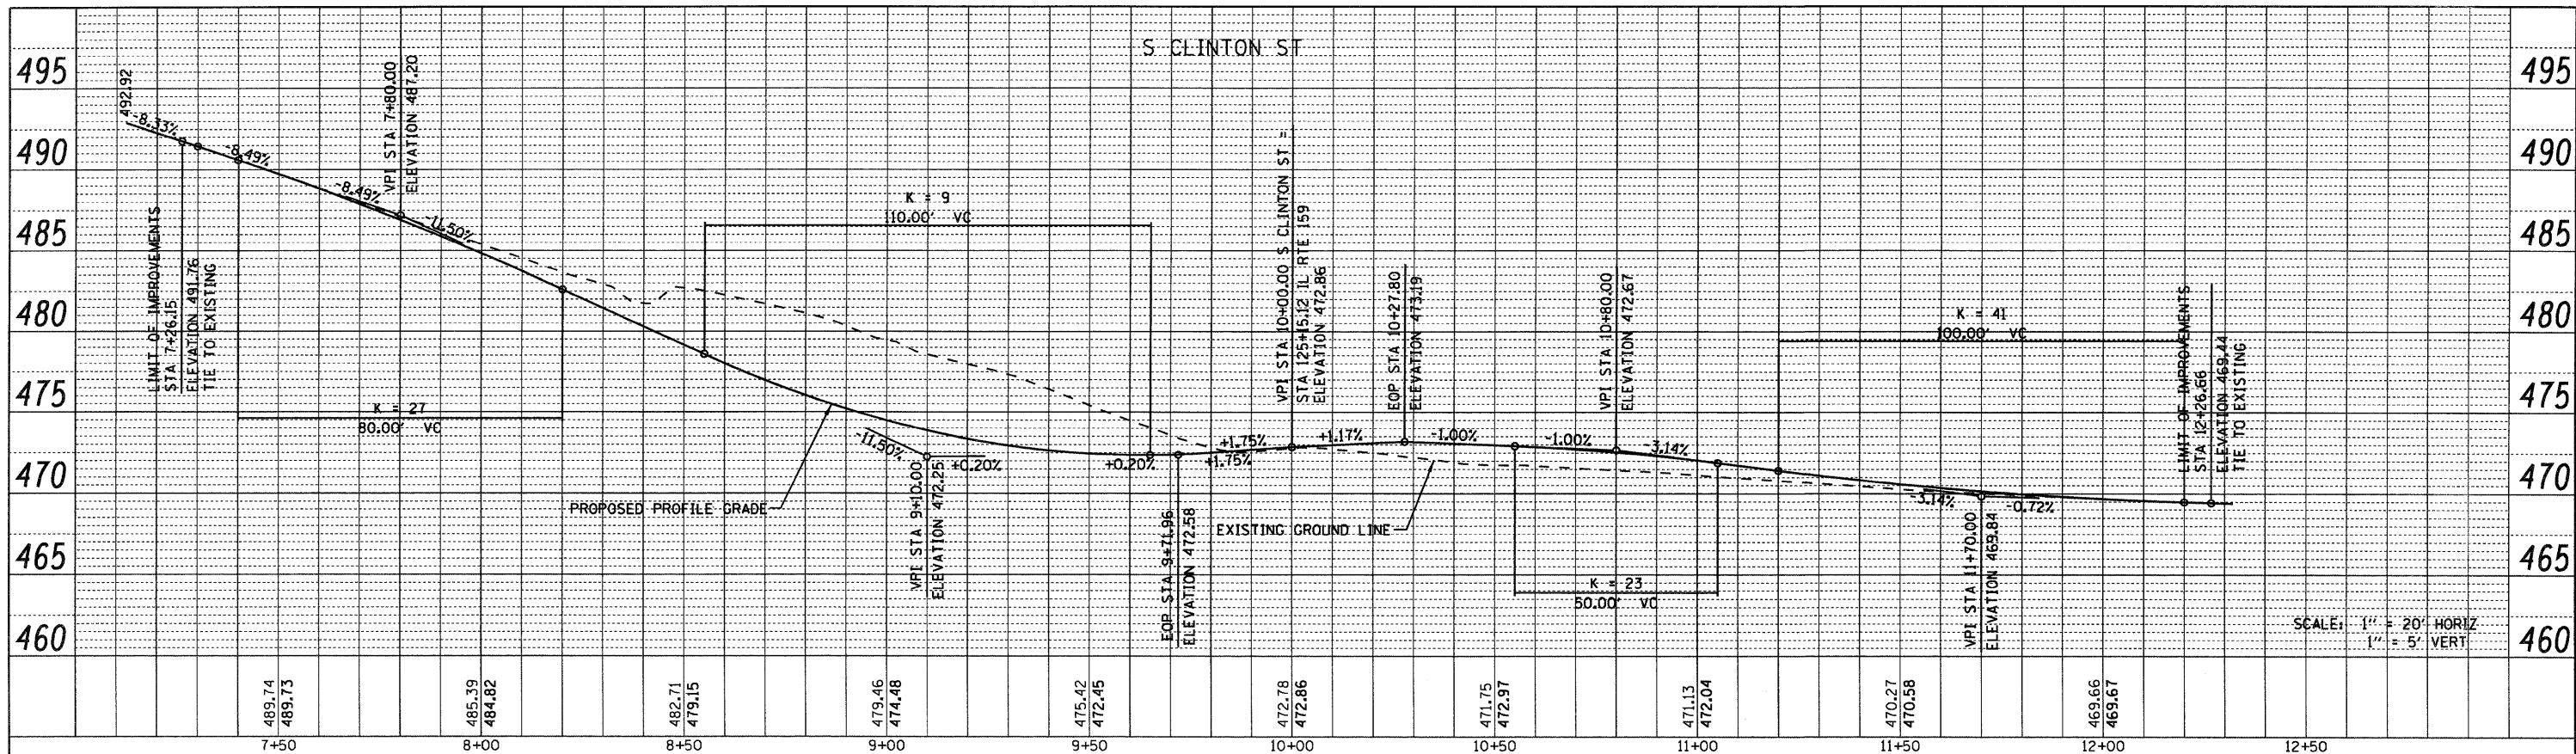 S CLINTON ST
495
490
485
480
475
470
465
460
495
490
485
480
475
470
465
460
492.92
-8.33%
-8.49%
LIMIT OF IMPROVEMENTS
STA 7+26.15
ELEVATION 491.76
TIE TO EXISTING
-8.49%
VPI STA 7+80.00
ELEVATION 487.20
-11.50%
K = 27
80.00' VC
K = 9
110.00' VC
PROPOSED PROFILE GRADE
-11.50%
+0.20%
VPI STA 9+10.00
ELEVATION 472.25
+0.20%
EOP STA 9+71.96
ELEVATION 472.58
+1.75%
+1.75%
VPI STA 10+00.00 S CLINTON ST =
STA 125+15.12 IL RTE 159
ELEVATION 472.86
+1.17%
EOP STA 10+27.80
ELEVATION 473.19
-1.00%
EXISTING GROUND LINE
-1.00%
VPI STA 10+80.00
ELEVATION 472.67
-3.14%
K = 23
50.00' VC
K = 41
100.00' VC
-3.14%
-0.72%
VPI STA 11+70.00
ELEVATION 469.84
LIMIT OF IMPROVEMENTS
STA 12+26.66
ELEVATION 469.44
TIE TO EXISTING
SCALE: 1" = 20' HORIZ
1" = 5' VERT
489.74
489.73
485.39
484.82
482.71
479.15
479.46
474.48
475.42
472.45
472.78
472.86
471.75
472.97
471.13
472.04
470.27
470.58
469.66
469.67
7+50
8+00
8+50
9+00
9+50
10+00
10+50
11+00
11+50
12+00
12+50